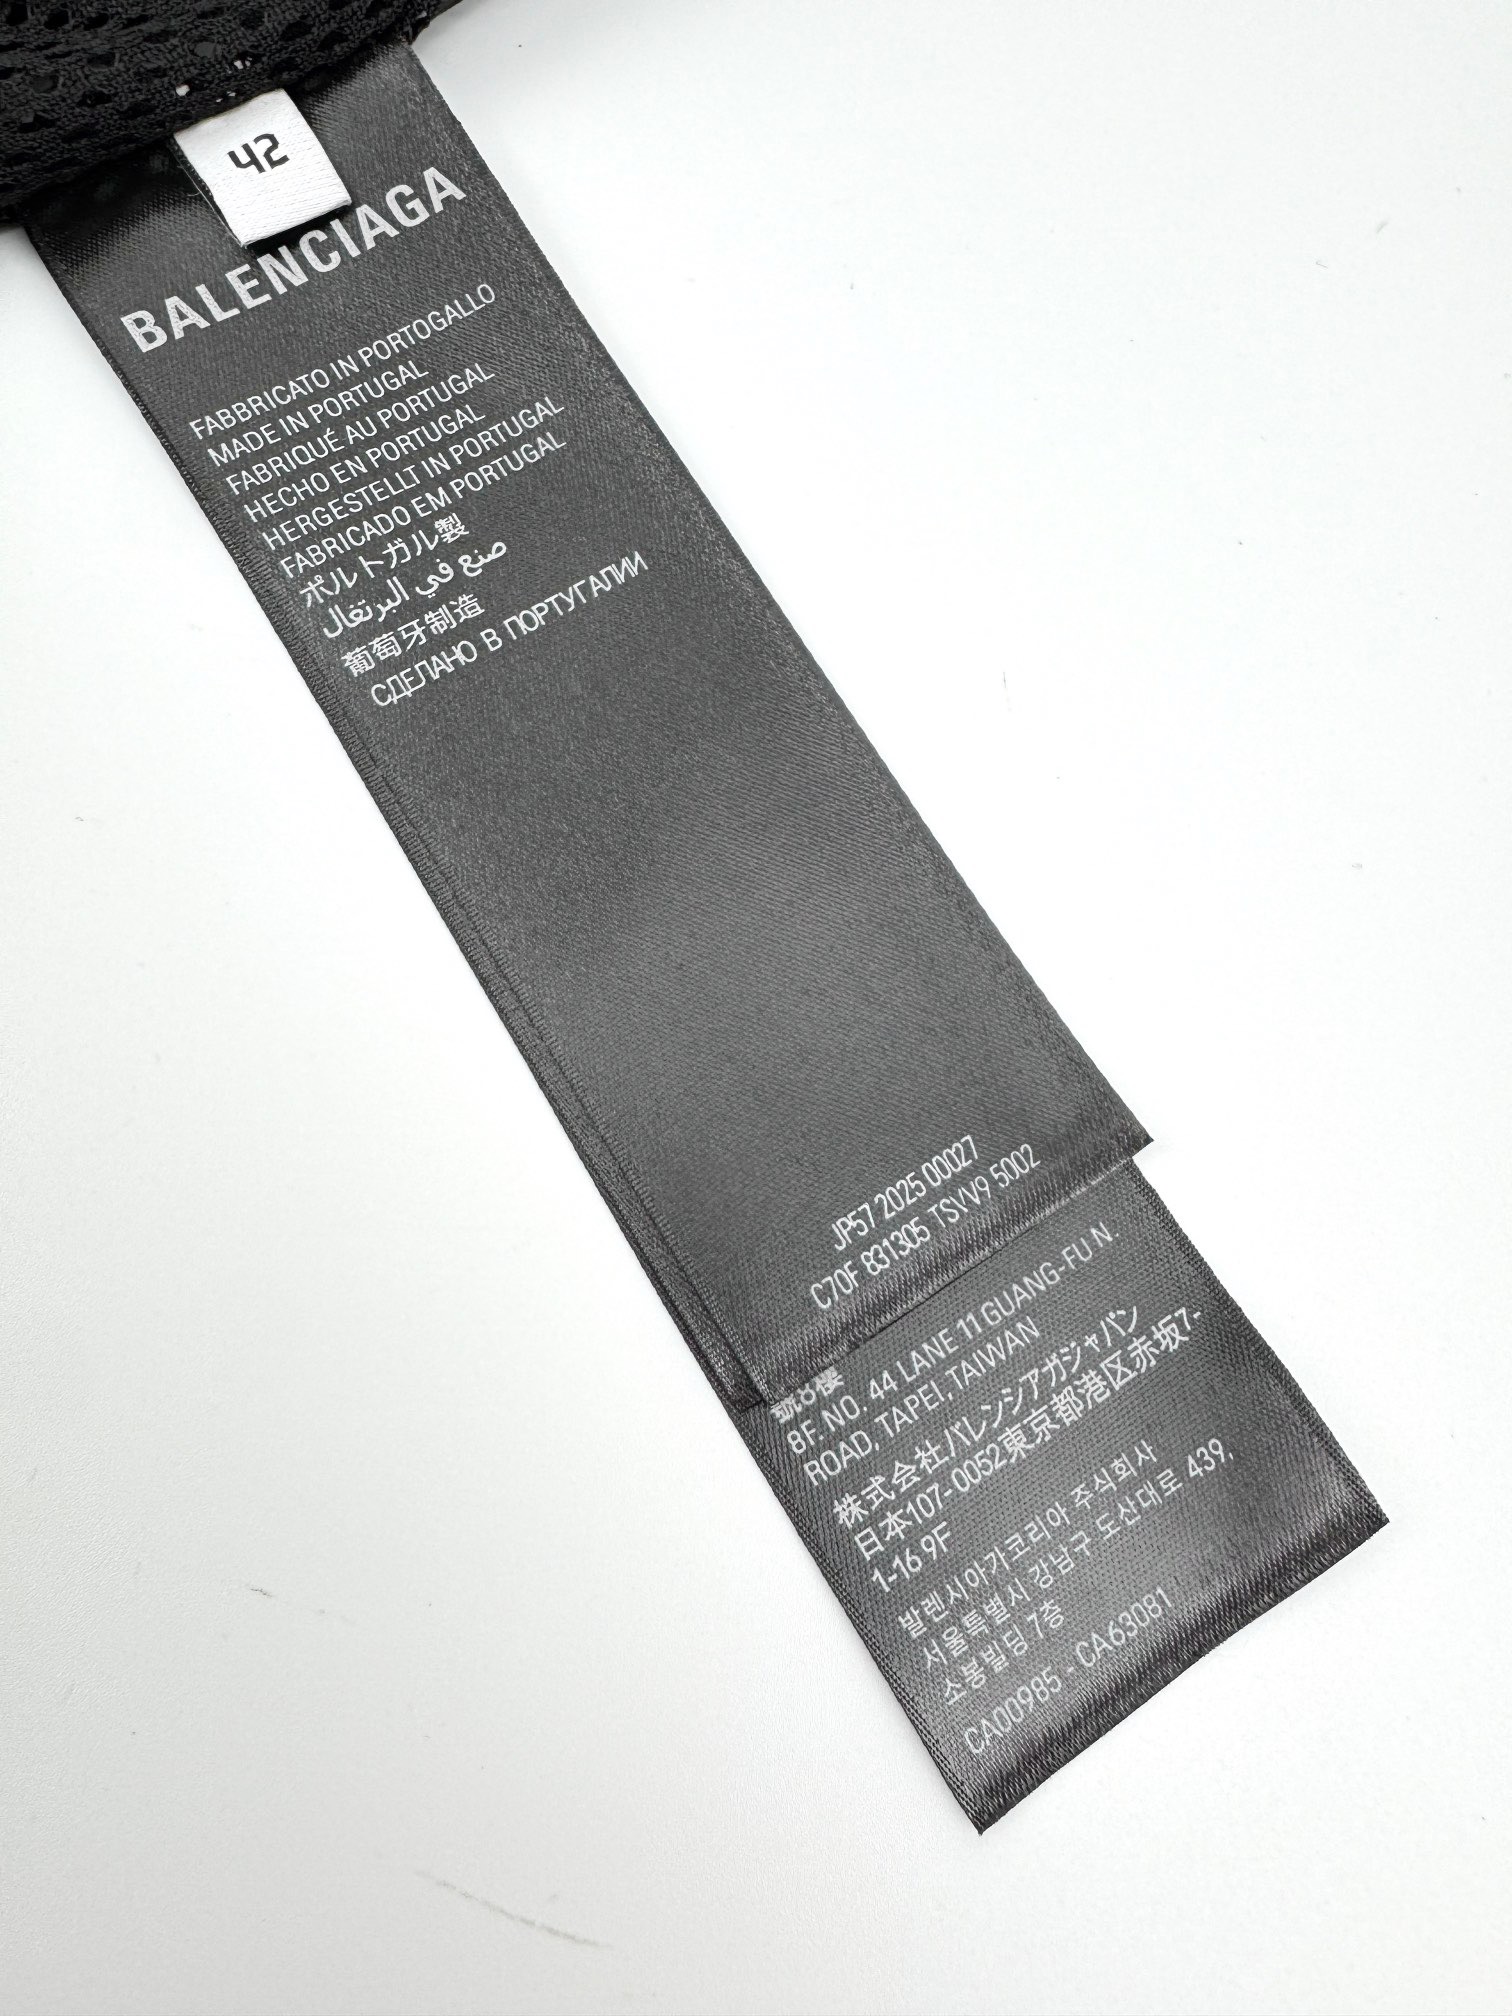 42
BALENCIAGA
FABBRICATO IN PORTOGALLO
MADE IN PORTUGAL
FABRIQUÉ AU PORTUGAL
HECHO EN PORTUGAL
HERGESTELLT IN PORTUGAL
FABRICADO EM PORTUGAL
ポルトガル製
صنع في البرتغال
葡萄牙制造
СДЕЛАНО В ПОРТУГАЛИИ
JP57 2025 00027
C70F 831305 TSVV9 5002
號8樓
8F. NO. 44 LANE 11 GUANG-FU N.
ROAD, TAPEI, TAIWAN
株式会社バレンシアガジャパン
日本107-0052東京都港区赤坂7-
1-16 9F
발렌시아가코리아 주식회사
서울특별시 강남구 도산대로 439,
소봉빌딩 7층
CA00985 - CA63081